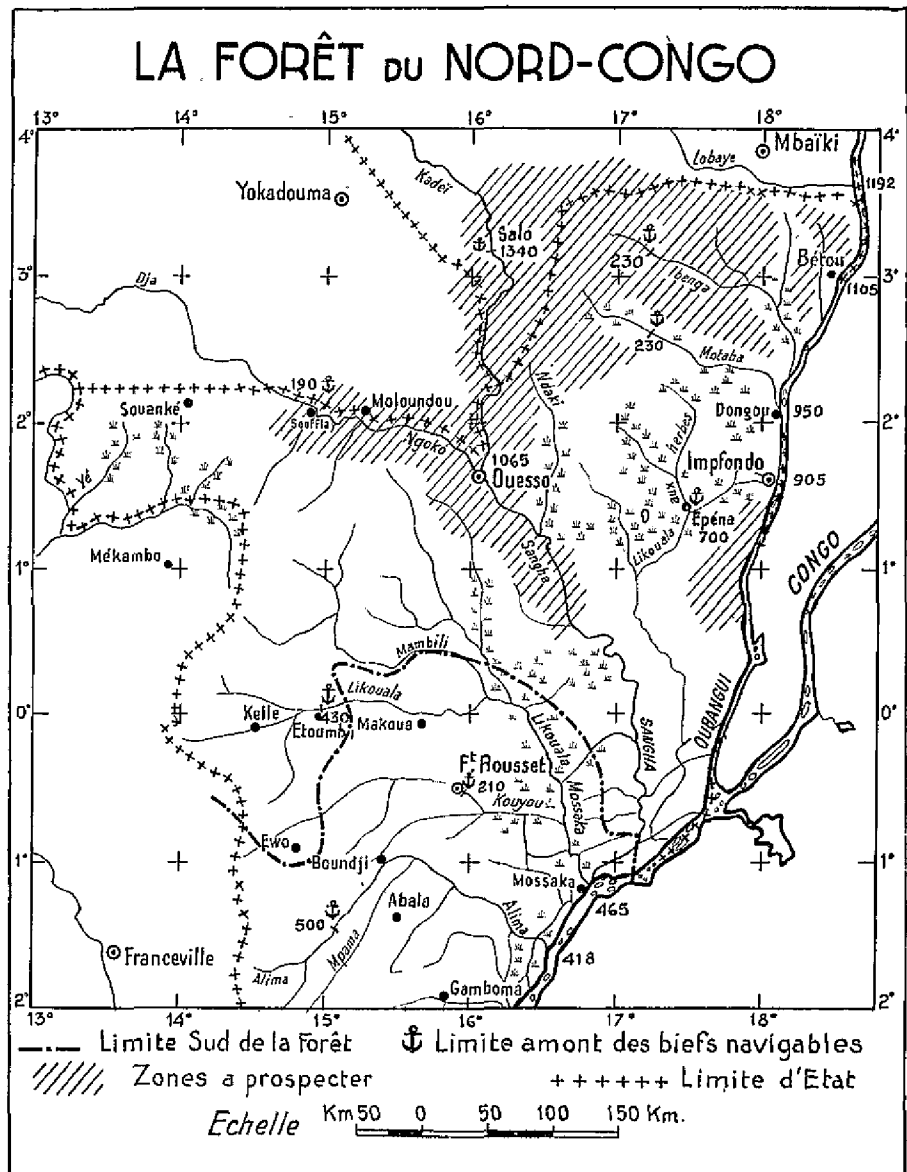 LA FORÊT DU NORD-CONGO
13° 14° 15° 16° 17° 18°
4° 4°
Mbaïki
Lobaye
Kadeï
1192
Yokadouma
Salo
1340
230
Ibenga
Bétou
3° 3°
1105
Dja
230
Motaba
190
Moloundou
Souanké
Souffla
Ndaki
Dongou 950
2° 2°
Ngoko
aux herbes
Impfondo
1065
Ouesso
905
Yé
Epéna
700
Likouala
Mékambo
Sangha
CONGO
1° 1°
Mambili
Likouala
OUBANGUI
0° 0°
Kelle
430
Etoumbi
Makoua
Likouala
SANGHA
Ft Rousset
210
Kouyou
Mossaka
Ewo
Boundji
1° 1°
Mossaka
465
Abala
Alima
500
Mpama
418
Franceville
Alima
Gamboma
2° 2°
13° 14° 15° 16° 17° 18°
Limite Sud de la Forêt
Limite amont des biefs navigables
Zones a prospecter
Limite d'Etat
Echelle Km 50 0 50 100 150 Km.